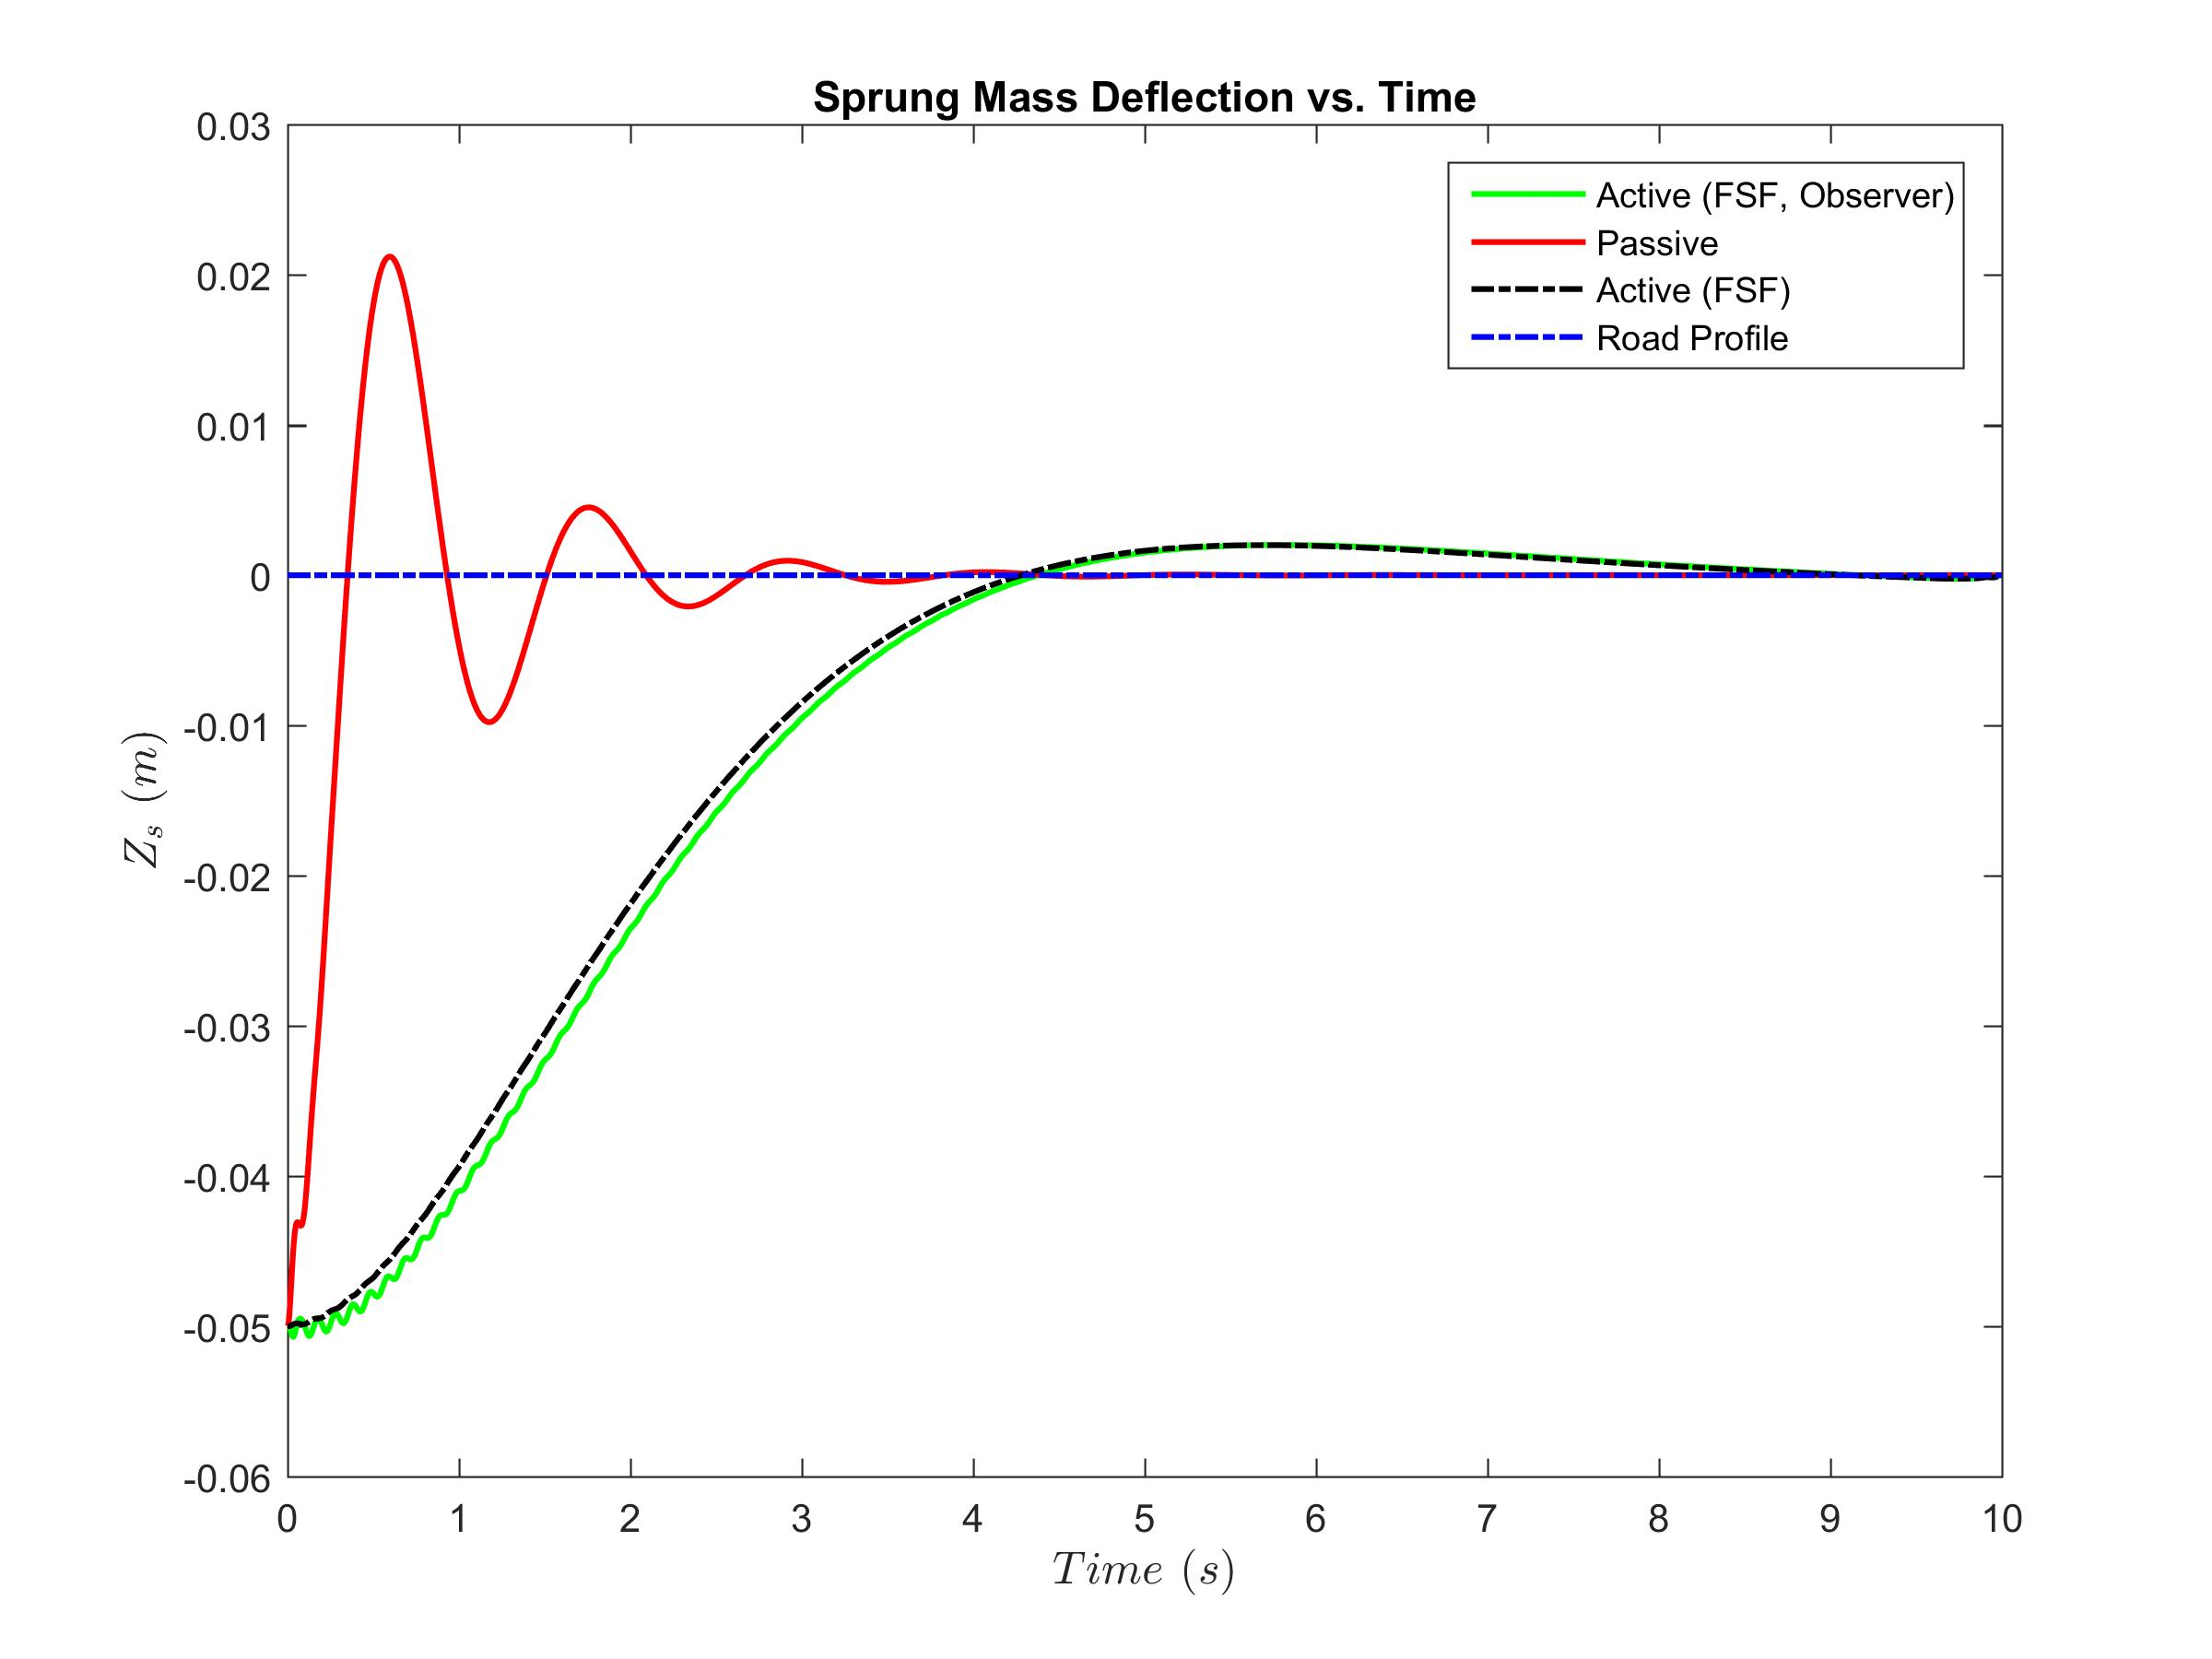 Sprung Mass Deflection vs. Time
0.03
0.02
0.01
0
-0.01
-0.02
-0.03
-0.04
-0.05
-0.06
Z_s (m)
Active (FSF, Observer)
Passive
Active (FSF)
Road Profile
0 1 2 3 4 5 6 7 8 9 10
Time (s)